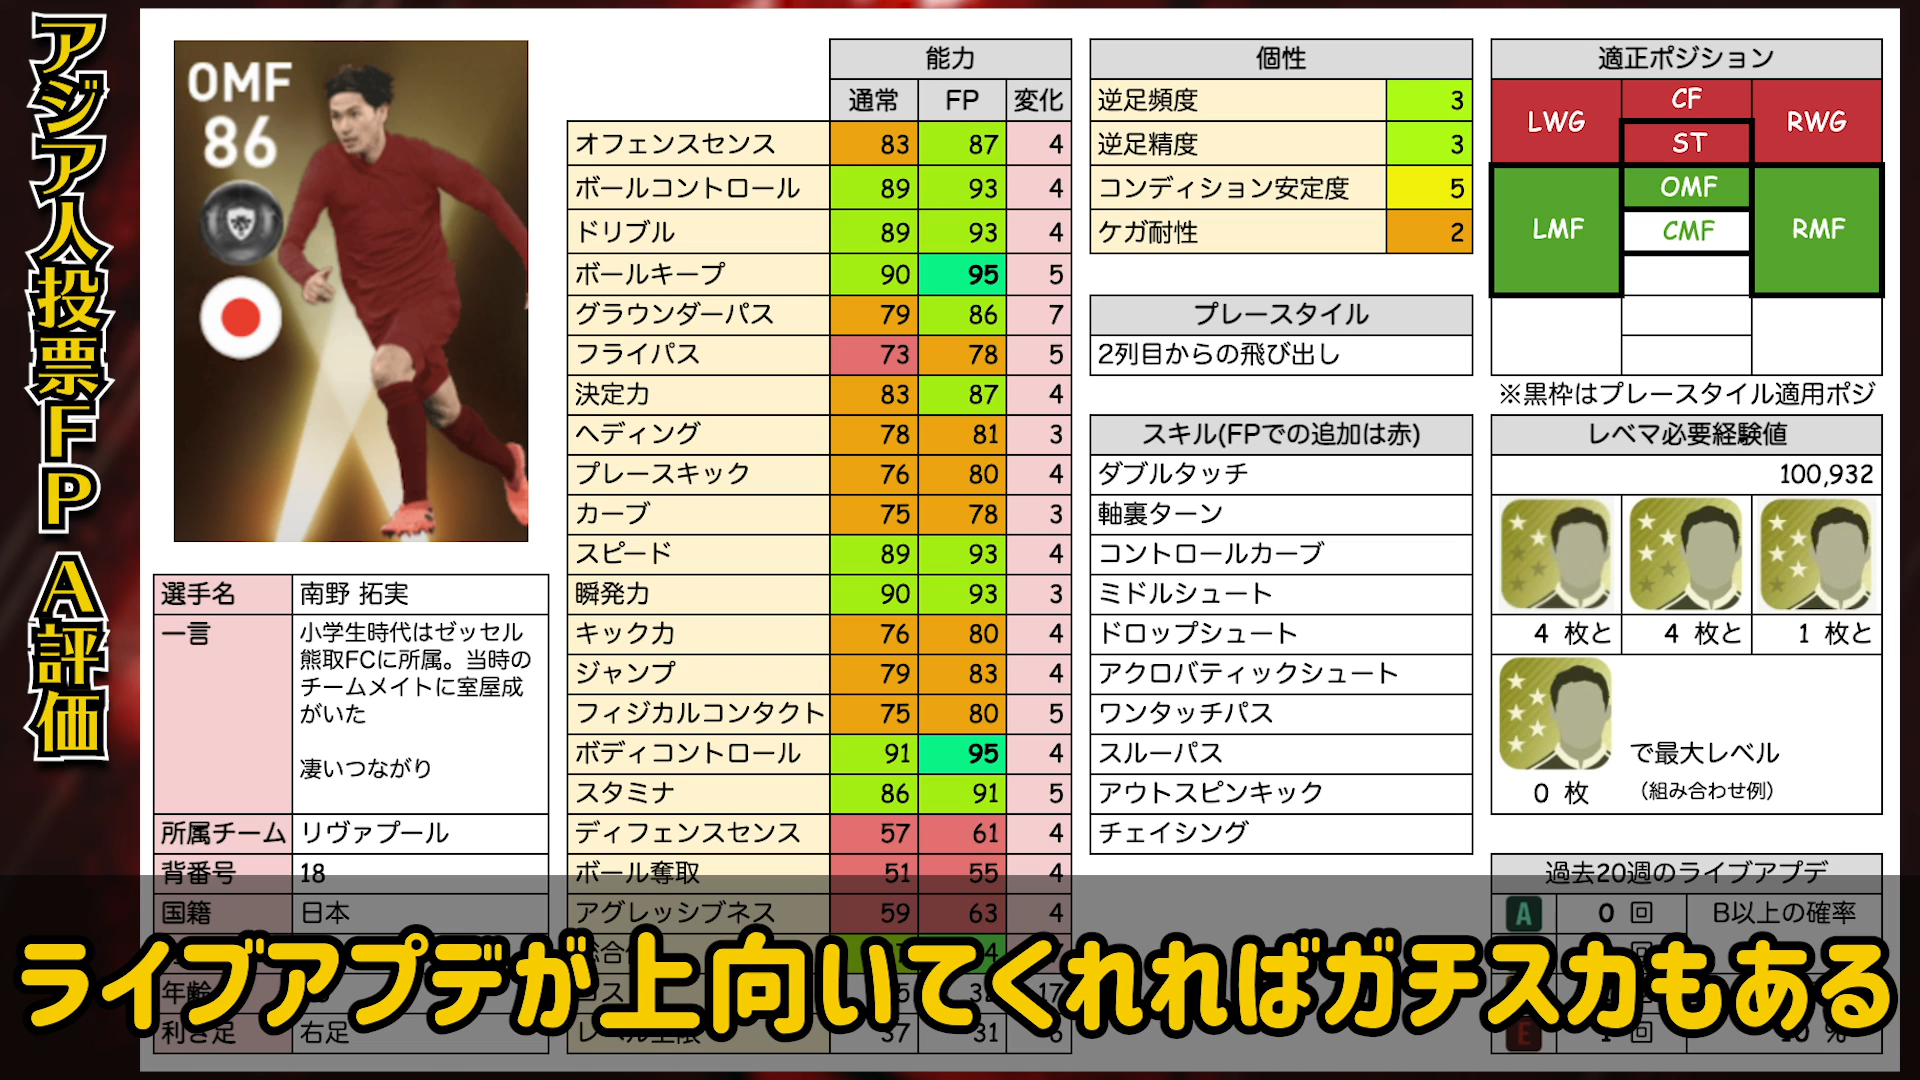 アジア人投票FP A評価
OMF
86
選手名 南野 拓実
一言 小学生時代はゼッセル
熊取FCに所属。当時の
チームメイトに室屋成
がいた
凄いつながり
所属チーム リヴァプール
背番号 18
国籍 日本
年齢
利き足 右足
能力
通常 FP 変化
オフェンスセンス 83 87 4
ボールコントロール 89 93 4
ドリブル 89 93 4
ボールキープ 90 95 5
グラウンダーパス 79 86 7
フライパス 73 78 5
決定力 83 87 4
ヘディング 78 81 3
プレースキック 76 80 4
カーブ 75 78 3
スピード 89 93 4
瞬発力 90 93 3
キック力 76 80 4
ジャンプ 79 83 4
フィジカルコンタクト 75 80 5
ボディコントロール 91 95 4
スタミナ 86 91 5
ディフェンスセンス 57 61 4
ボール奪取 51 55 4
アグレッシブネス 59 63 4
37 31 6
個性
逆足頻度 3
逆足精度 3
コンディション安定度 5
ケガ耐性 2
プレースタイル
2列目からの飛び出し
スキル(FPでの追加は赤)
ダブルタッチ
軸裏ターン
コントロールカーブ
ミドルシュート
ドロップシュート
アクロバティックシュート
ワンタッチパス
スルーパス
アウトスピンキック
チェイシング
適正ポジション
LWG CF RWG
ST
OMF
LMF CMF RMF
※黒枠はプレースタイル適用ポジ
レベマ必要経験値
100,932
4 枚と 4 枚と 1 枚と
で最大レベル
0 枚 (組み合わせ例)
過去20週のライブアプデ
A 0 回 B以上の確率
E 1 回
ライブアプデが上向いてくれればガチスカもある